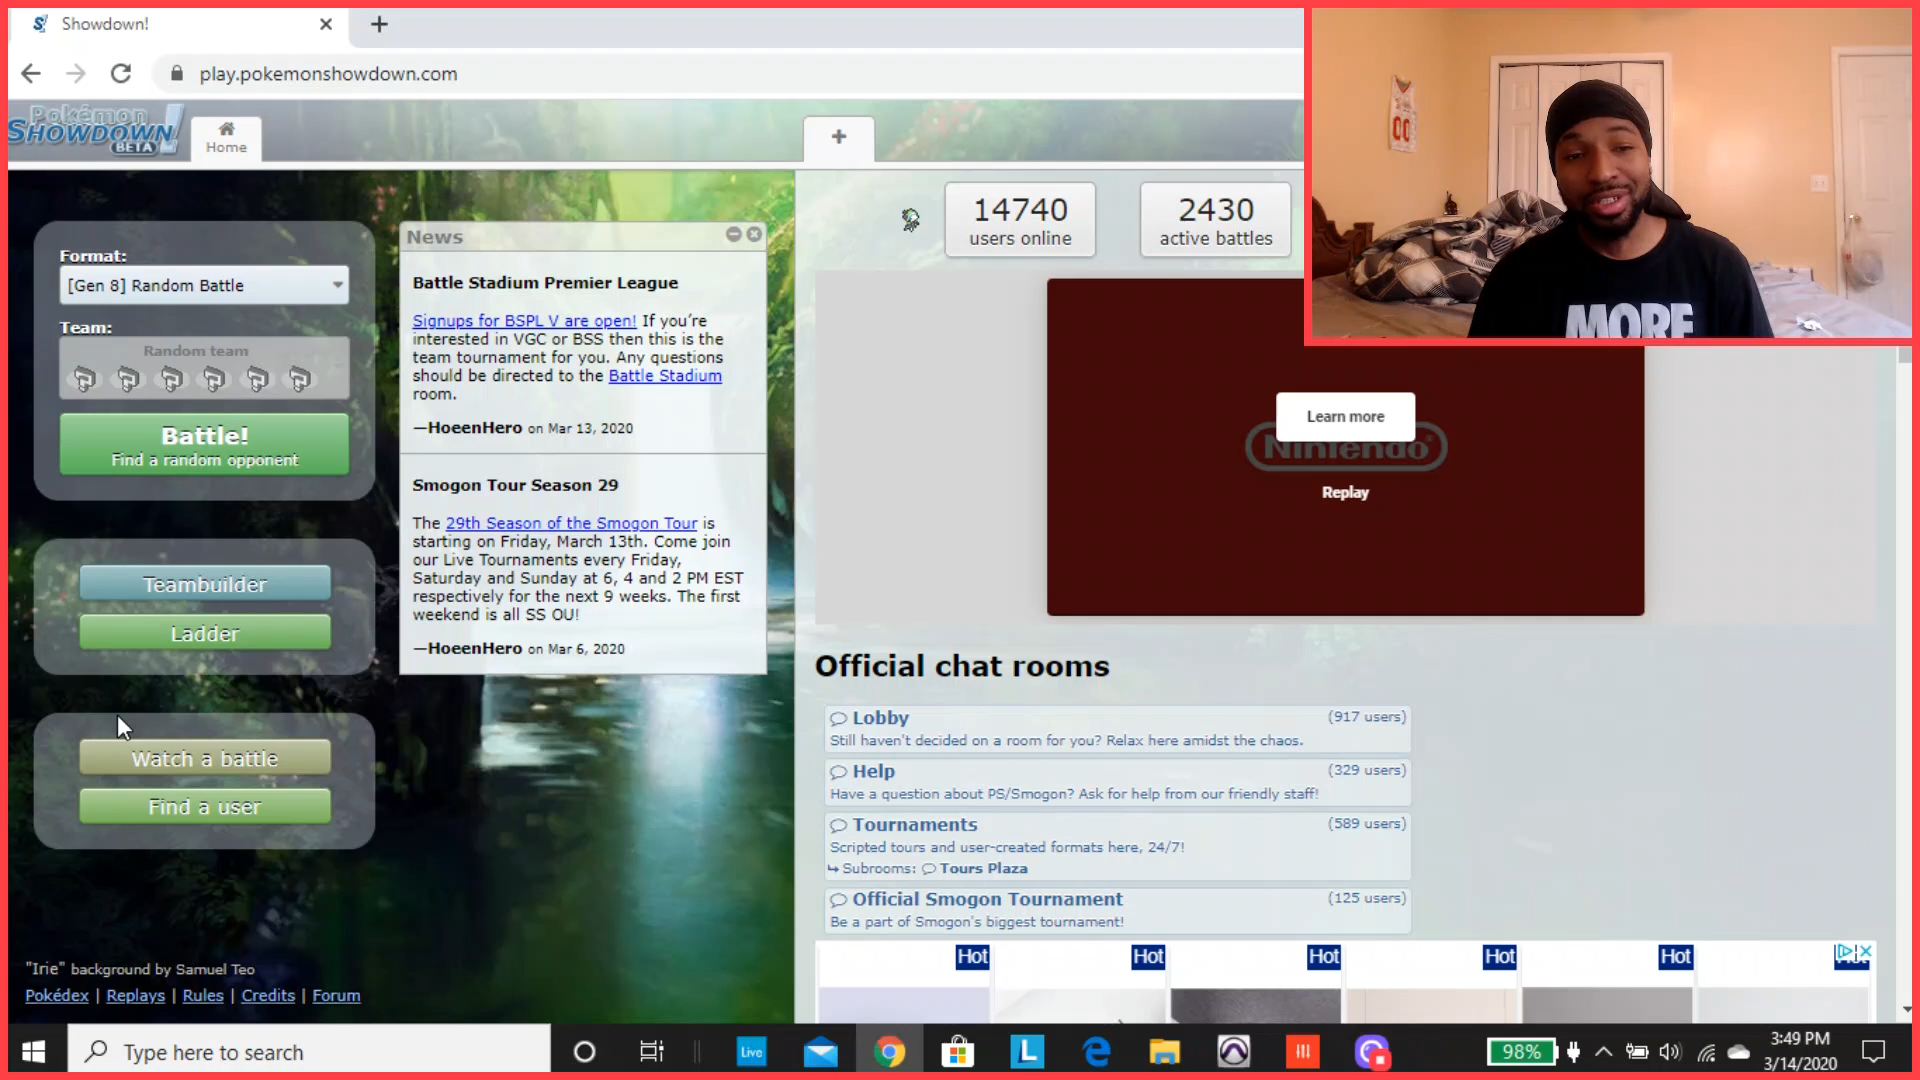 Showdown!
play.pokemonshowdown.com
Pokémon
SHOWDOWN!
BETA
Home
14740
users online
2430
active battles
00
MORE
Format:
[Gen 8] Random Battle
Team:
Random team
Battle!
Find a random opponent
Teambuilder
Ladder
Watch a battle
Find a user
News
Battle Stadium Premier League
Signups for BSPL V are open! If you're
interested in VGC or BSS then this is the
team tournament for you. Any questions
should be directed to the Battle Stadium
room.
—HoeenHero on Mar 13, 2020
Smogon Tour Season 29
The 29th Season of the Smogon Tour is
starting on Friday, March 13th. Come join
our Live Tournaments every Friday,
Saturday and Sunday at 6, 4 and 2 PM EST
respectively for the next 9 weeks. The first
weekend is all SS OU!
—HoeenHero on Mar 6, 2020
Learn more
Nintendo
Replay
Official chat rooms
Lobby (917 users)
Still haven't decided on a room for you? Relax here amidst the chaos.
Help (329 users)
Have a question about PS/Smogon? Ask for help from our friendly staff!
Tournaments (589 users)
Scripted tours and user-created formats here, 24/7!
Subrooms: Tours Plaza
Official Smogon Tournament (125 users)
Be a part of Smogon's biggest tournament!
Hot Hot Hot Hot Hot Hot
"Irie" background by Samuel Teo
Pokédex | Replays | Rules | Credits | Forum
Type here to search
Live
L
98%
3:49 PM
3/14/2020